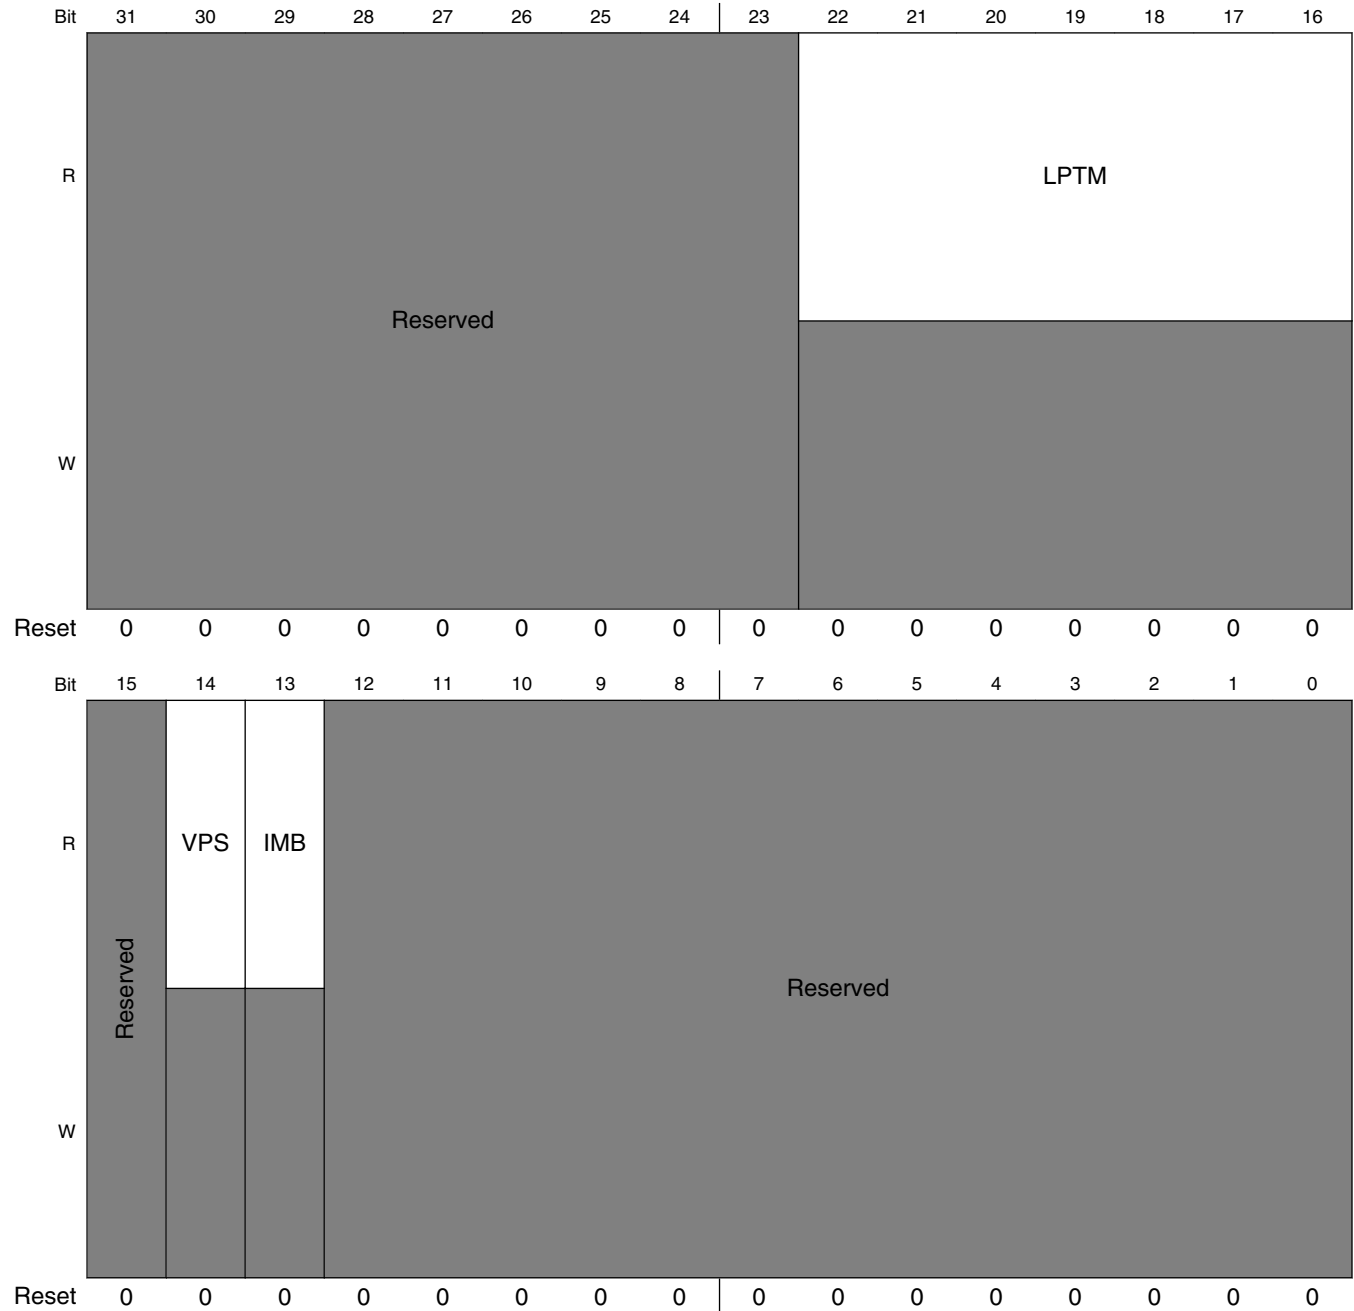 Bit 31 30 29 28 27 26 25 24 23 22 21 20 19 18 17 16
R LPTM
Reserved
W
Reset 0 0 0 0 0 0 0 0 0 0 0 0 0 0 0 0
Bit 15 14 13 12 11 10 9 8 7 6 5 4 3 2 1 0
R VPS IMB
Reserved Reserved
W
Reset 0 0 0 0 0 0 0 0 0 0 0 0 0 0 0 0